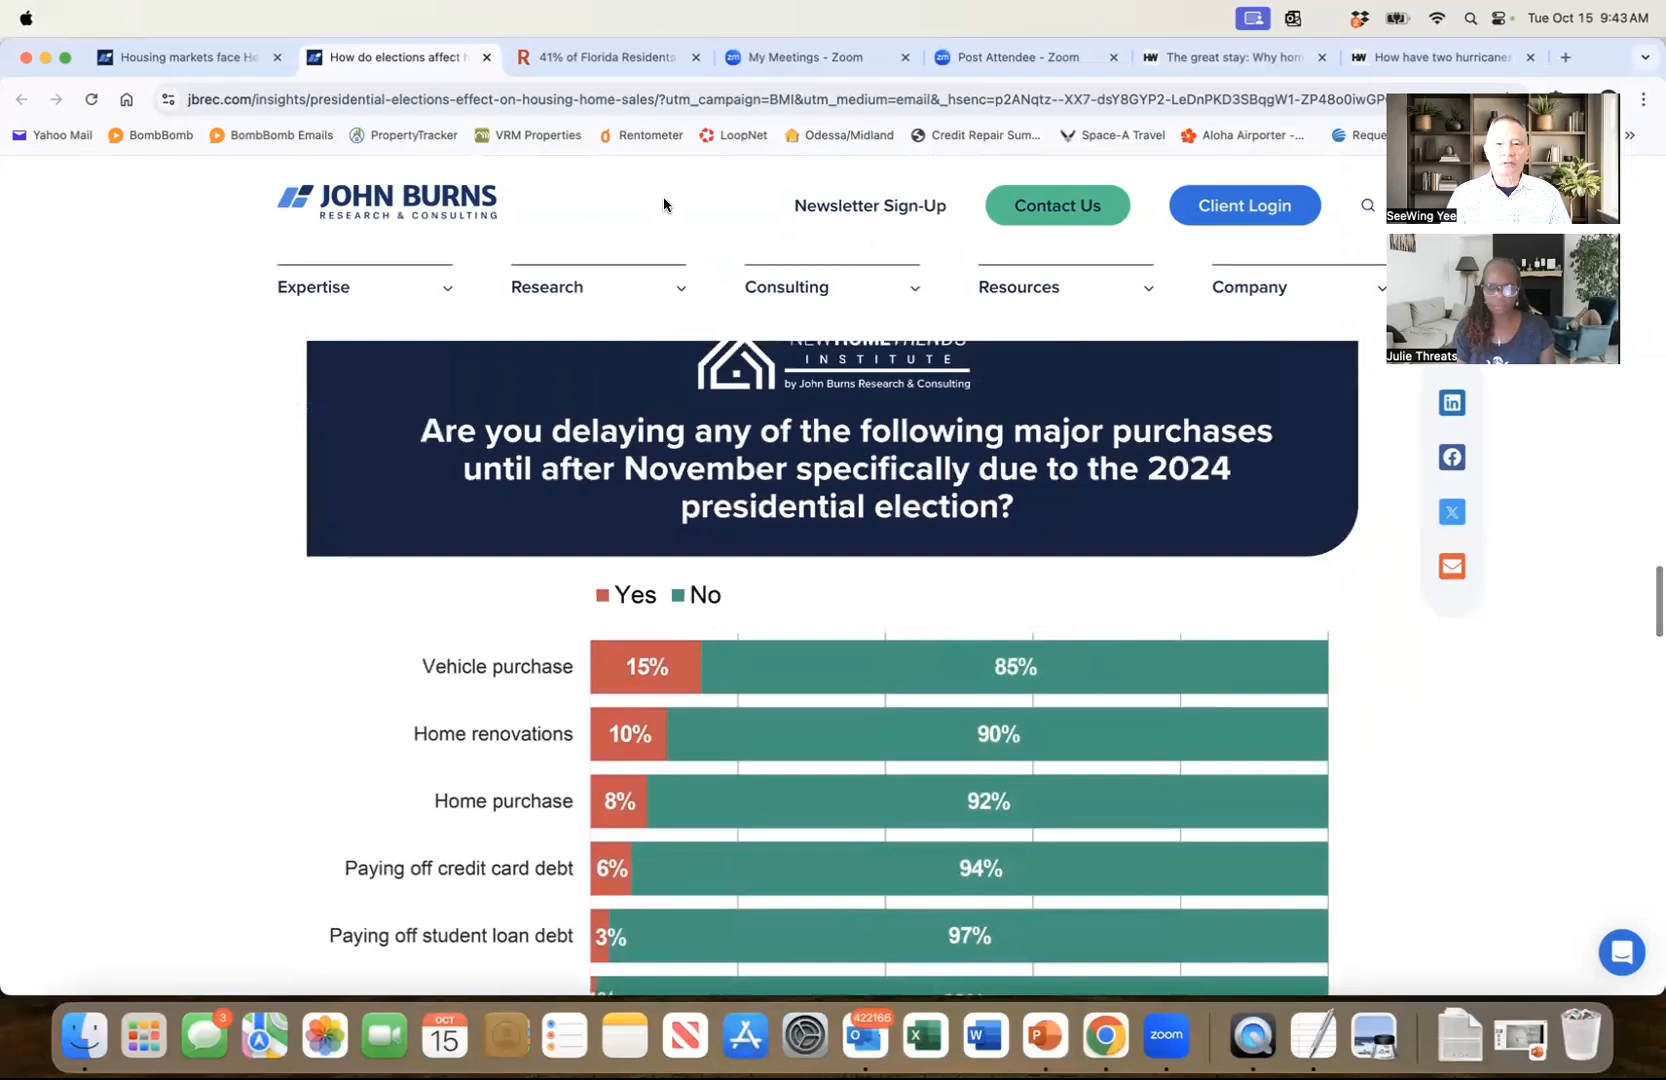 Tue Oct 15 9:43 AM
Housing markets face He
How do elections affect h
41% of Florida Residents
My Meetings - Zoom
Post Attendee - Zoom
The great stay: Why hom
How have two hurricanes
jbrec.com/insights/presidential-elections-effect-on-housing-home-sales/?utm_campaign=BMI&utm_medium=email&_hsenc=p2ANqtz--XX7-dsY8GYP2-LeDnPKD3SBqgW1-ZP48o0iwGP
Yahoo Mail
BombBomb
BombBomb Emails
PropertyTracker
VRM Properties
Rentometer
LoopNet
Odessa/Midland
Credit Repair Sum...
Space-A Travel
Aloha Airporter -...
Reque
JOHN BURNS
RESEARCH & CONSULTING
Newsletter Sign-Up
Contact Us
Client Login
SeeWing Yee
Julie Threats
Expertise
Research
Consulting
Resources
Company
NEWHOMETRENDS
INSTITUTE
by John Burns Research & Consulting
Are you delaying any of the following major purchases
until after November specifically due to the 2024
presidential election?
Yes No
Vehicle purchase 15% 85%
Home renovations 10% 90%
Home purchase 8% 92%
Paying off credit card debt 6% 94%
Paying off student loan debt 3% 97%
3
OCT
15
422166
zoom